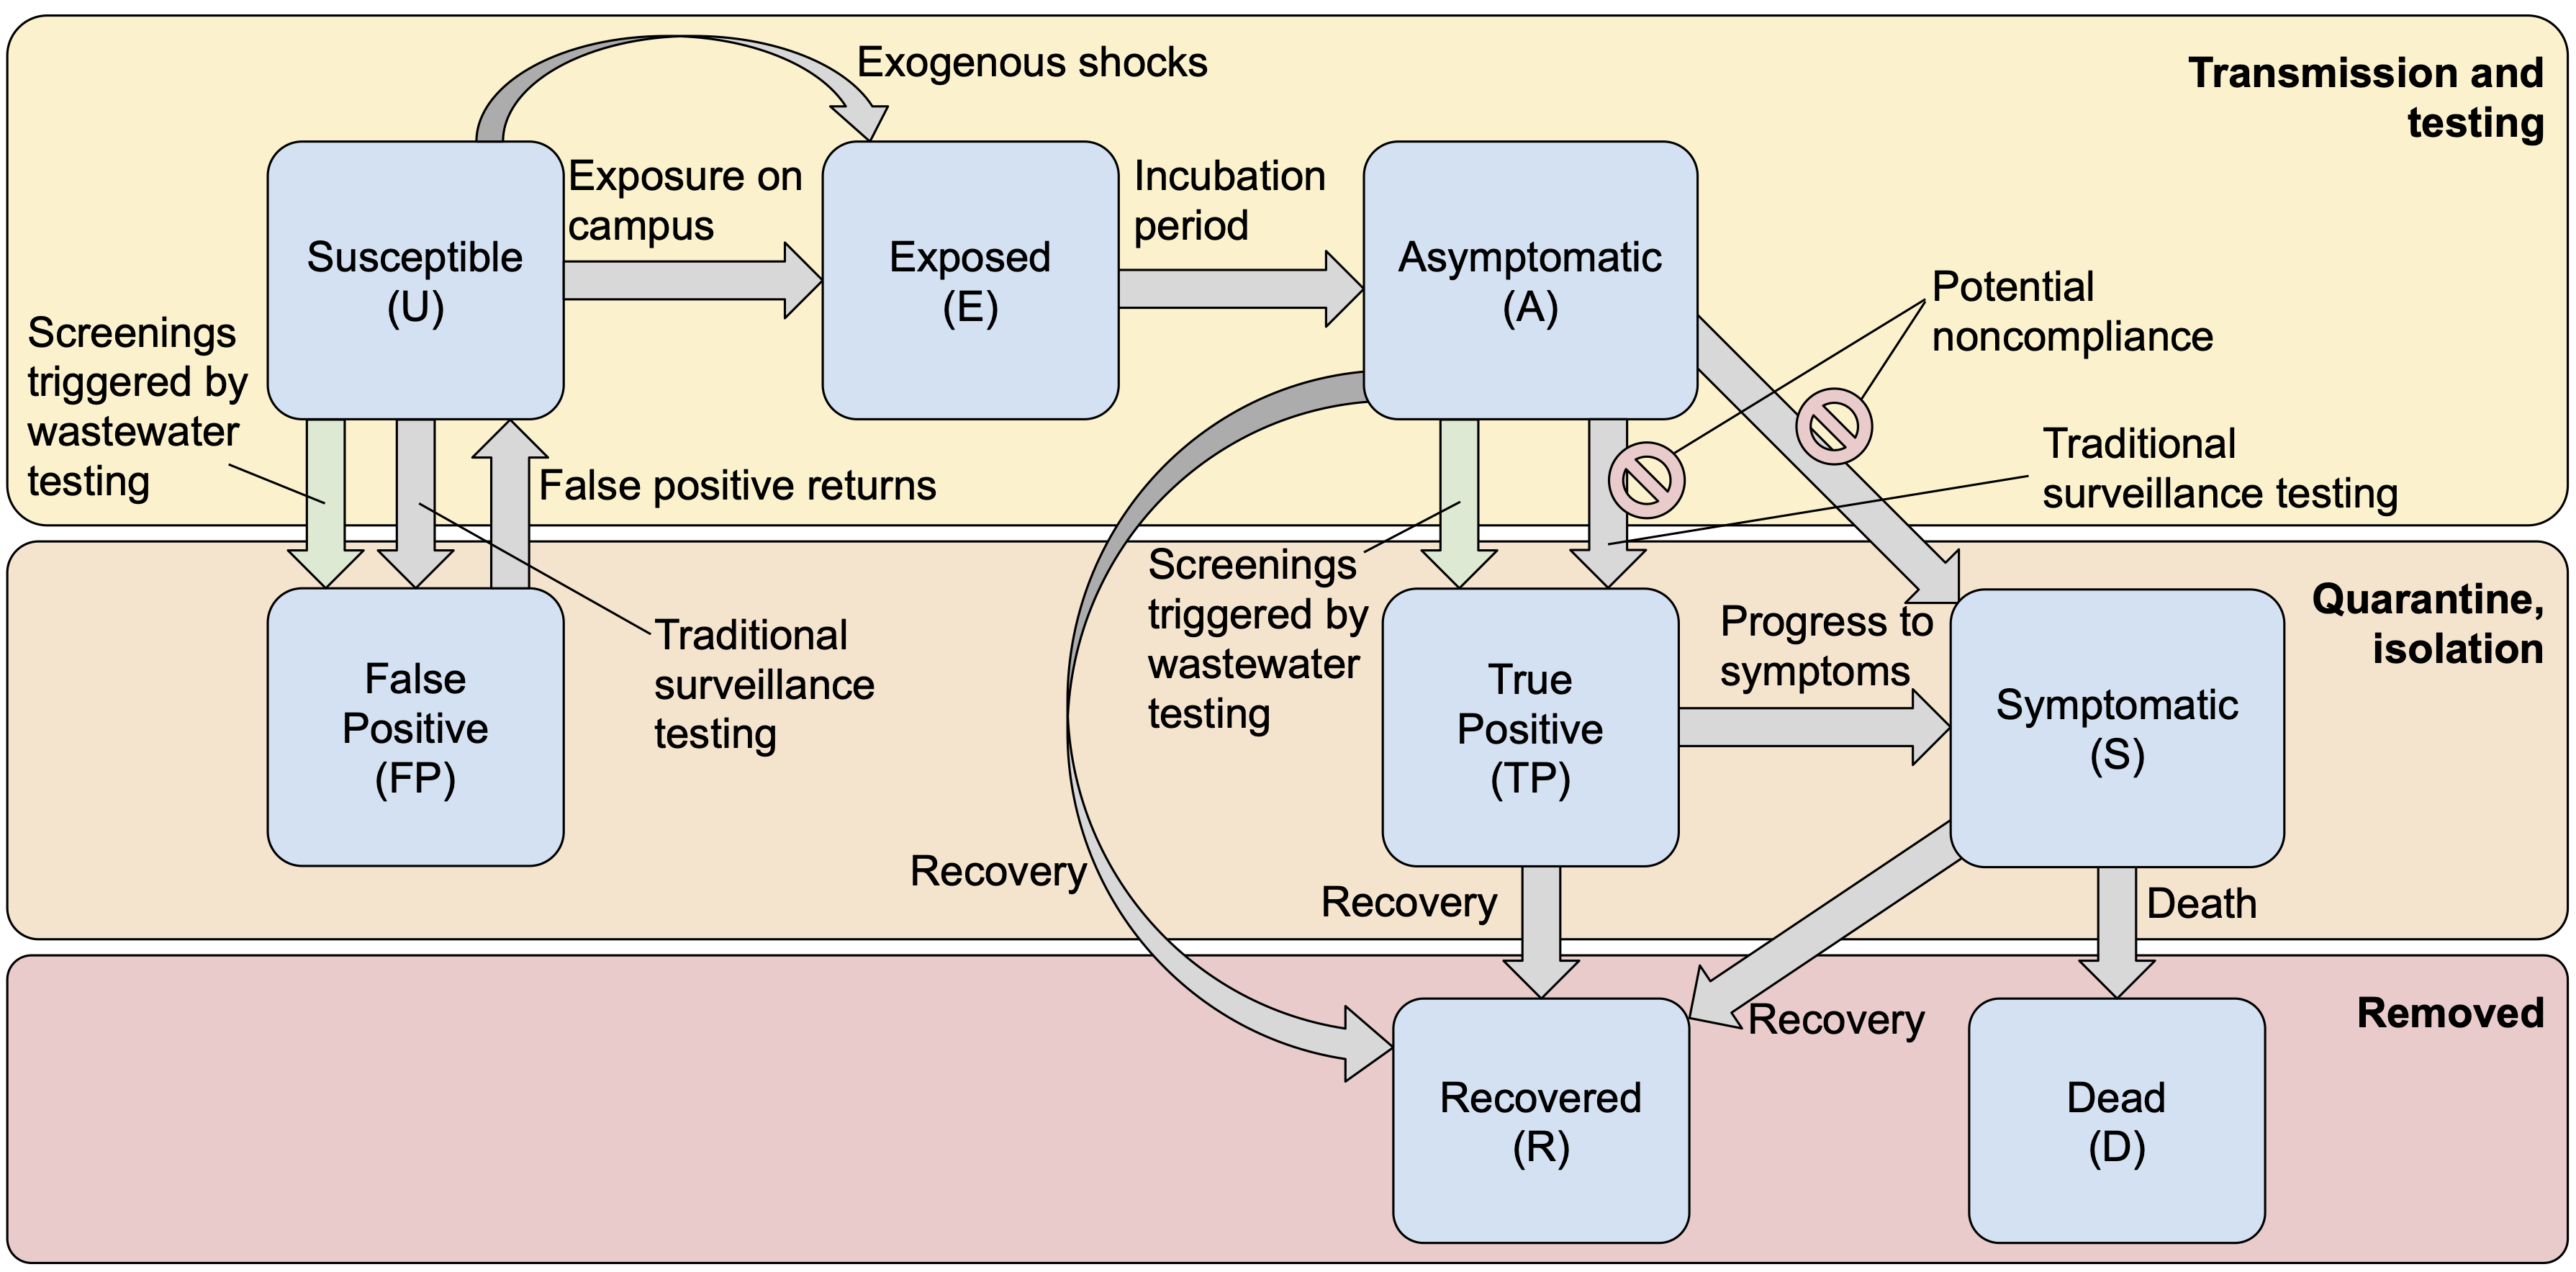 Exogenous shocks
Transmission and
testing
Susceptible
(U)
Exposure on
campus
Exposed
(E)
Incubation
period
Asymptomatic
(A)
Potential
noncompliance
Screenings
triggered by
wastewater
testing
False positive returns
Traditional
surveillance testing
Quarantine,
isolation
False
Positive
(FP)
Traditional
surveillance
testing
Screenings
triggered by
wastewater
testing
True
Positive
(TP)
Progress to
symptoms
Symptomatic
(S)
Recovery
Recovery
Death
Removed
Recovery
Recovered
(R)
Dead
(D)